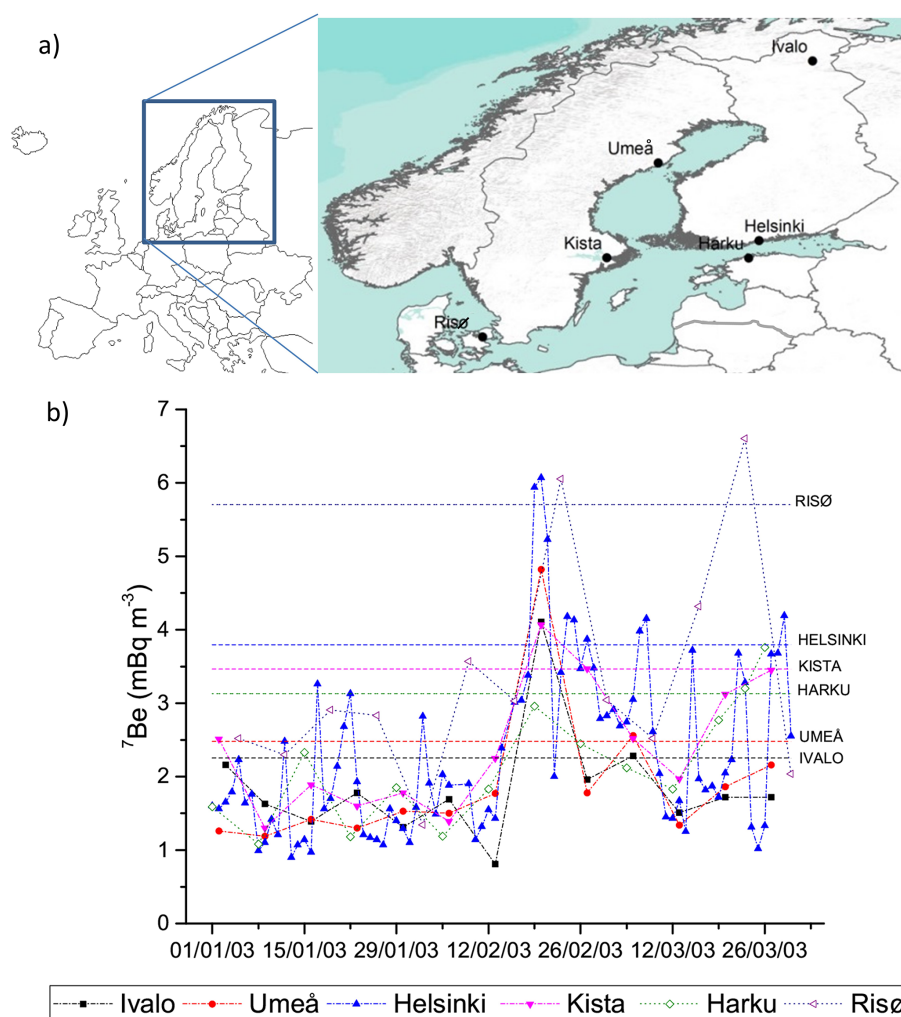 a)
Ivalo
Umeå
Helsinki
Kista
Harku
Risø
b)
7
6
5
4
3
2
1
0
⁷Be (mBq m⁻³)
RISØ
HELSINKI
KISTA
HARKU
UMEÅ
IVALO
01/01/03 15/01/03 29/01/03 12/02/03 26/02/03 12/03/03 26/03/03
Ivalo Umeå Helsinki Kista Harku Risø